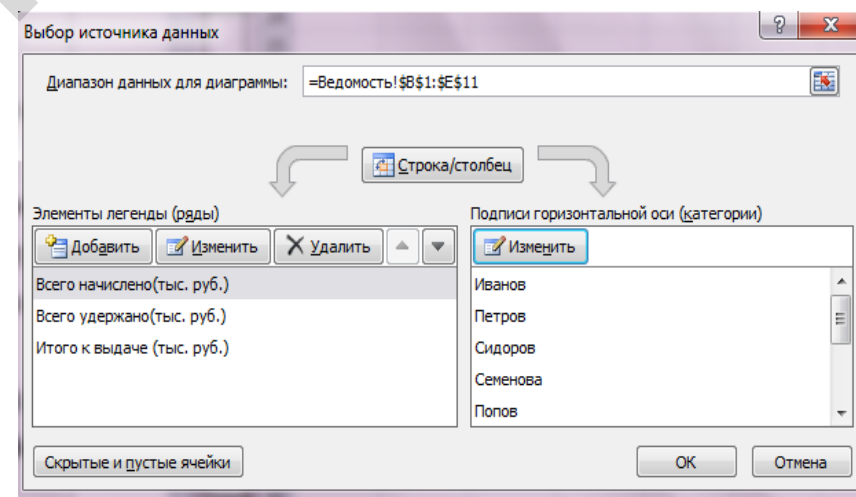 Выбор источника данных
Диапазон данных для диаграммы: =Ведомость!$B$1:$E$11
Строка/столбец
Элементы легенды (ряды)
Подписи горизонтальной оси (категории)
Добавить Изменить Удалить
Изменить
Всего начислено(тыс. руб.)
Всего удержано(тыс. руб.)
Итого к выдаче (тыс. руб.)
Иванов
Петров
Сидоров
Семенова
Попов
Скрытые и пустые ячейки
ОК Отмена